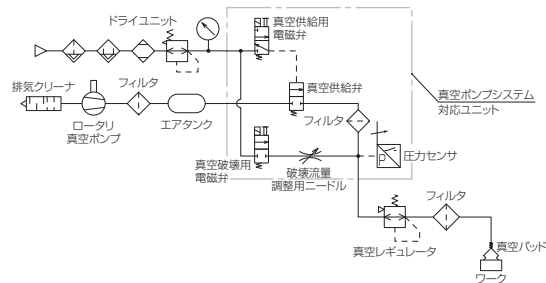 ドライユニット
真空供給用
電磁弁
排気クリーナ
フィルタ
真空供給弁
真空ポンプシステム
対応ユニット
ロータリ
真空ポンプ
エアタンク
フィルタ
真空破壊用
電磁弁
破壊流量
調整用ニードル
P
圧力センサ
フィルタ
真空レギュレータ
真空パッド
ワーク